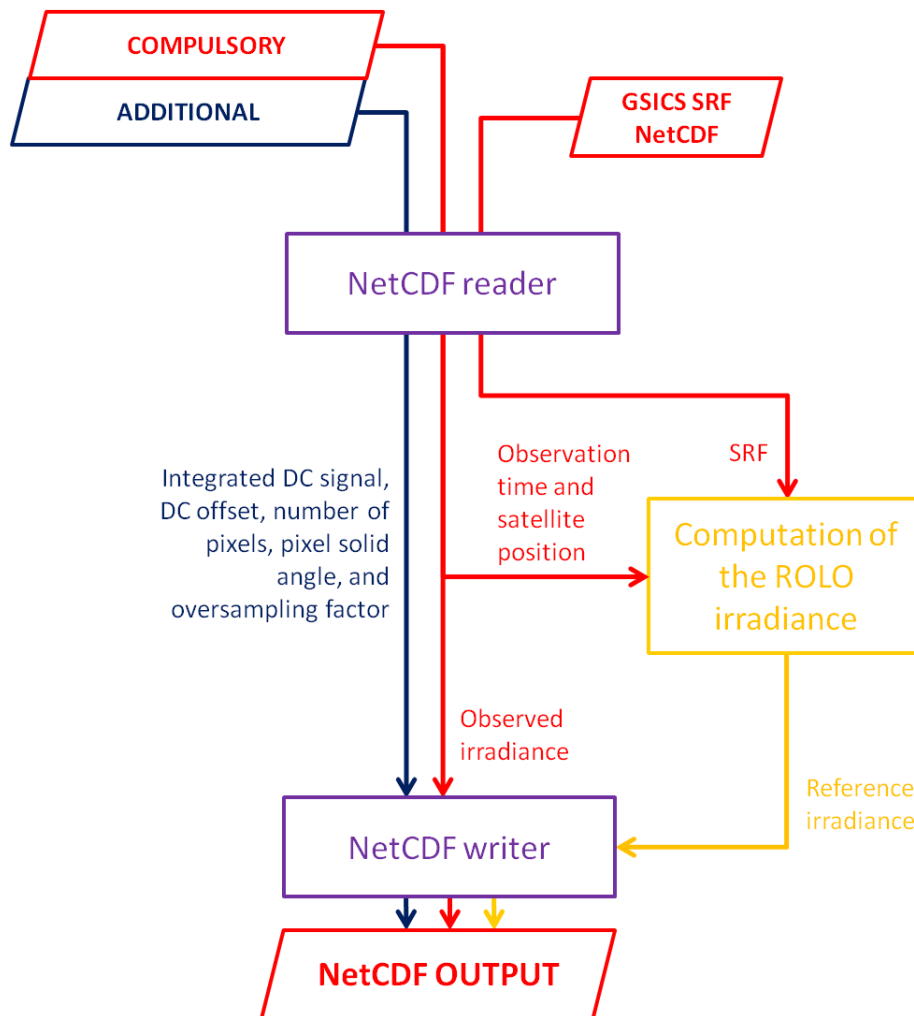 COMPULSORY
ADDITIONAL
GSICS SRF
NetCDF
NetCDF reader
Integrated DC signal,
DC offset, number of
pixels, pixel solid
angle, and
oversampling factor
Observation
time and
satellite
position
SRF
Computation of
the ROLO
irradiance
Observed
irradiance
Reference
irradiance
NetCDF writer
NetCDF OUTPUT